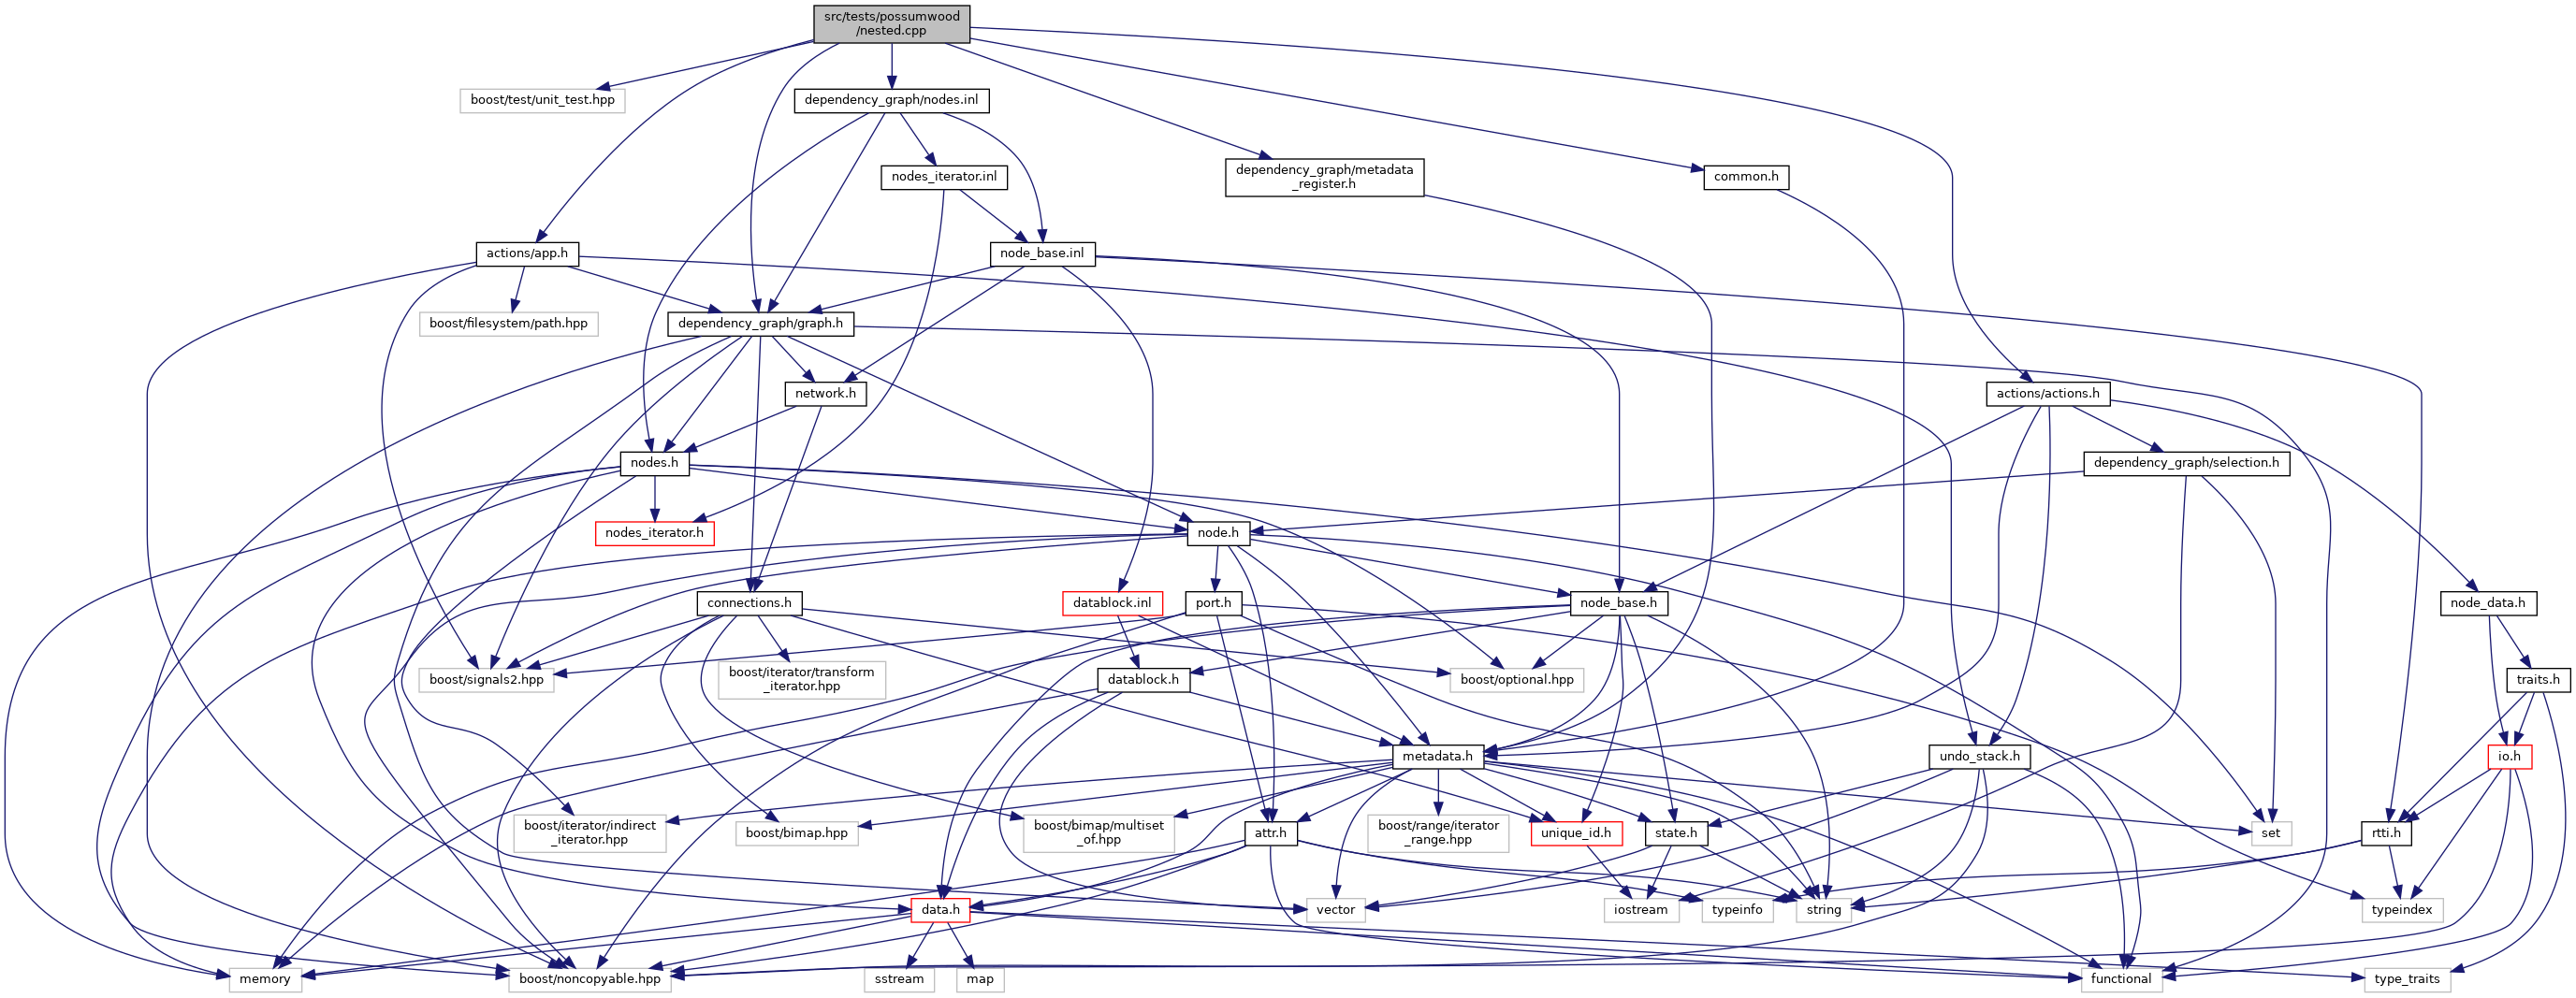 src/tests/possumwood
/nested.cpp
boost/test/unit_test.hpp
dependency_graph/nodes.inl
nodes_iterator.inl
dependency_graph/metadata
_register.h
common.h
actions/app.h
node_base.inl
boost/filesystem/path.hpp
dependency_graph/graph.h
network.h
actions/actions.h
nodes.h
dependency_graph/selection.h
nodes_iterator.h
node.h
connections.h
datablock.inl
port.h
node_base.h
node_data.h
boost/signals2.hpp
boost/iterator/transform
_iterator.hpp
datablock.h
boost/optional.hpp
traits.h
metadata.h
undo_stack.h
io.h
boost/iterator/indirect
_iterator.hpp
boost/bimap.hpp
boost/bimap/multiset
_of.hpp
attr.h
boost/range/iterator
_range.hpp
unique_id.h
state.h
set
rtti.h
data.h
vector
iostream
typeinfo
string
typeindex
memory
boost/noncopyable.hpp
sstream
map
functional
type_traits